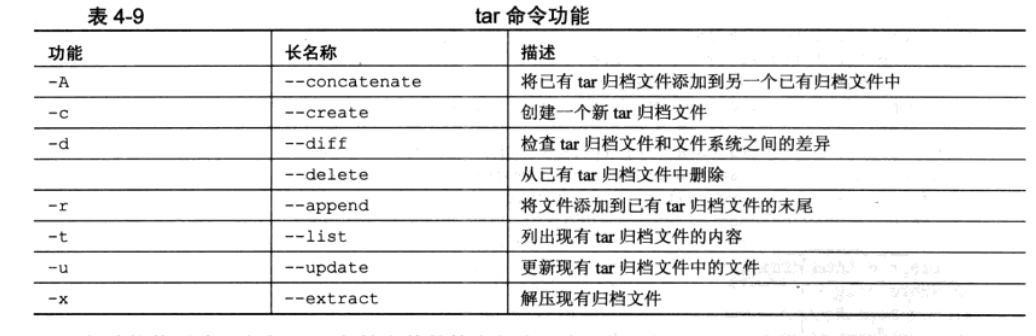 表 4-9 tar 命令功能
功能 长名称 描述
-A --concatenate 将已有 tar 归档文件添加到另一个已有归档文件中
-c --create 创建一个新 tar 归档文件
-d --diff 检查 tar 归档文件和文件系统之间的差异
--delete 从已有 tar 归档文件中删除
-r --append 将文件添加到已有 tar 归档文件的末尾
-t --list 列出现有 tar 归档文件的内容
-u --update 更新现有 tar 归档文件中的文件
-x --extract 解压现有归档文件